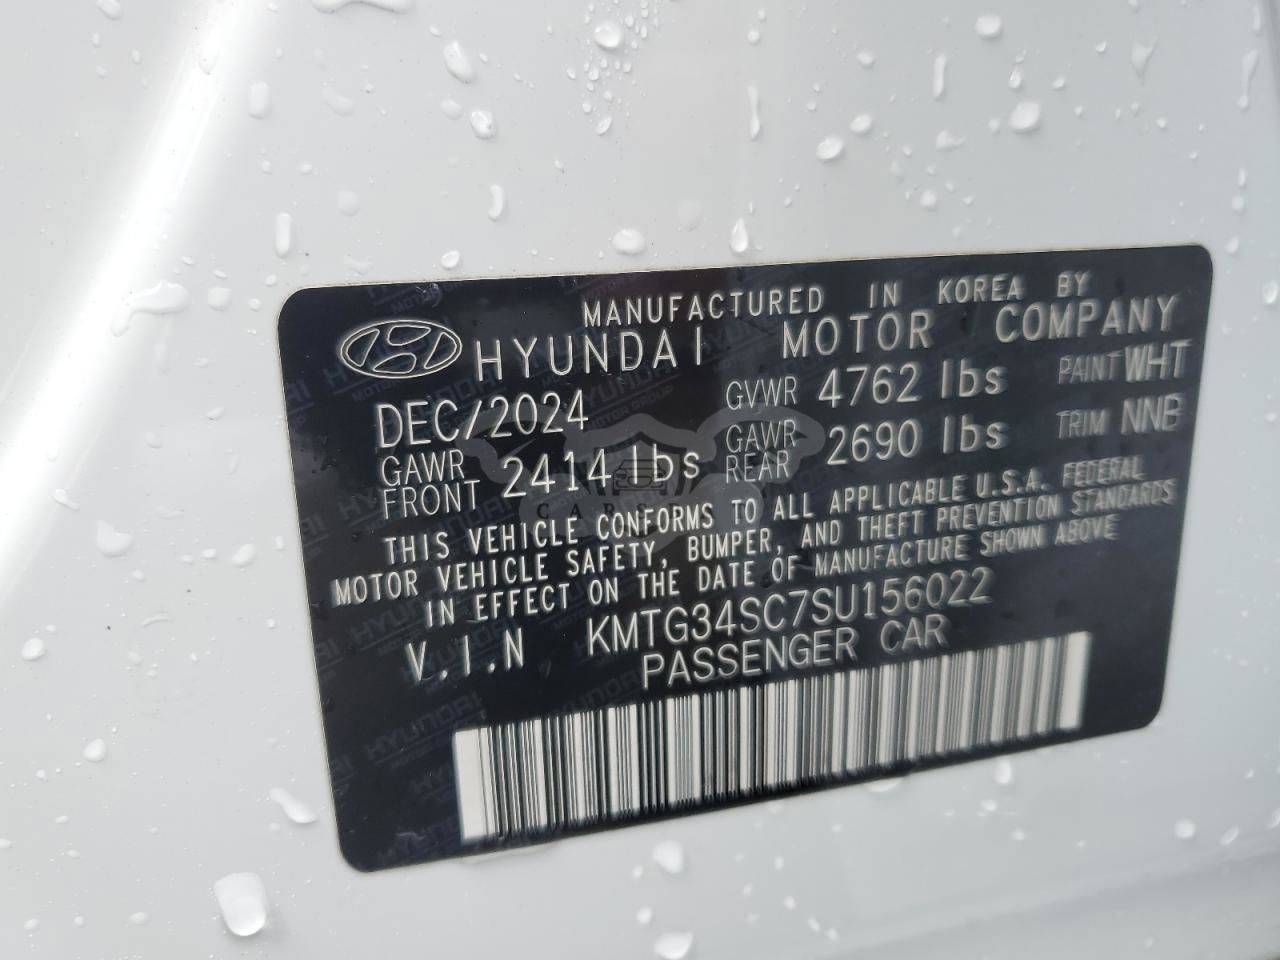 MANUFACTURED IN KOREA BY
HYUNDAI MOTOR COMPANY
DEC/2024 GVWR 4762 lbs PAINT WHT
GAWR FRONT 2414 lbs GAWR REAR 2690 lbs TRIM NNB
THIS VEHICLE CONFORMS TO ALL APPLICABLE U.S.A. FEDERAL
MOTOR VEHICLE SAFETY, BUMPER, AND THEFT PREVENTION STANDARDS
IN EFFECT ON THE DATE OF MANUFACTURE SHOWN ABOVE
V.I.N KMTG34SC7SU156022
PASSENGER CAR
CARS